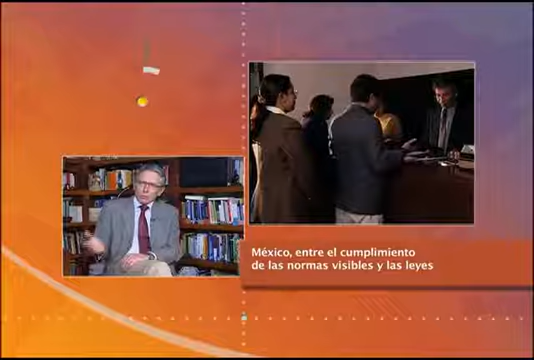 México, entre el cumplimiento
de las normas visibles y las leyes